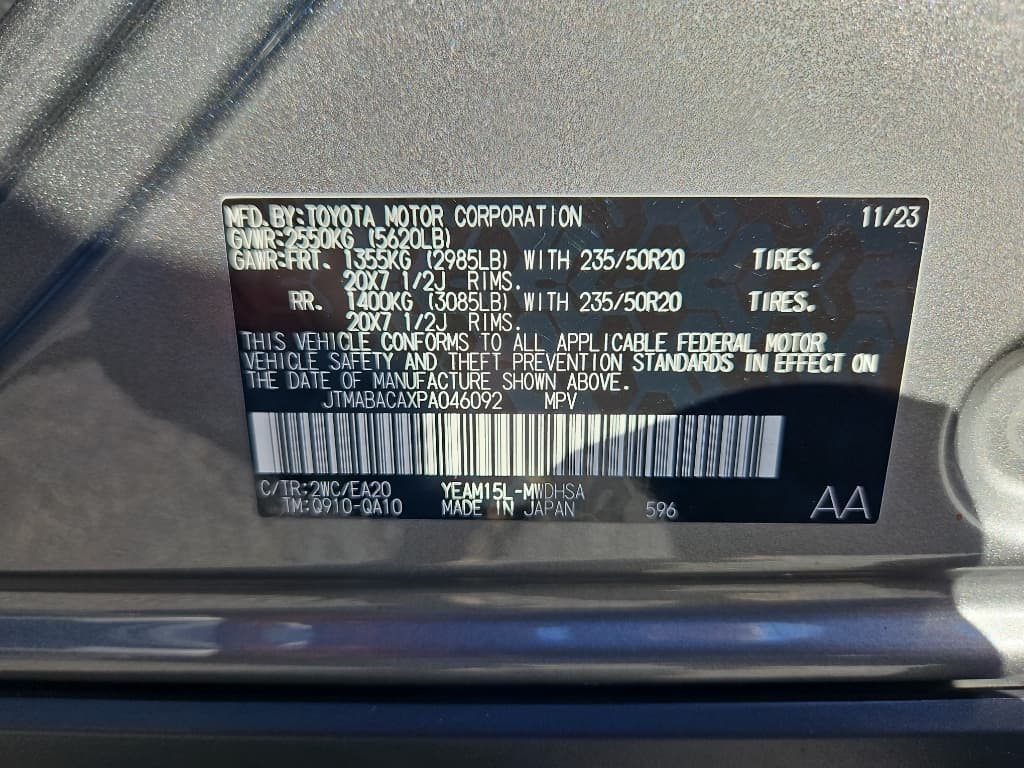 MFD. BY: TOYOTA MOTOR CORPORATION 11/23
GVWR: 2550KG (5620LB)
GAWR: FRT. 1355KG (2985LB) WITH 235/50R20 TIRES.
20X7 1/2J RIMS.
RR. 1400KG (3085LB) WITH 235/50R20 TIRES.
20X7 1/2J RIMS.
THIS VEHICLE CONFORMS TO ALL APPLICABLE FEDERAL MOTOR
VEHICLE SAFETY AND THEFT PREVENTION STANDARDS IN EFFECT ON
THE DATE OF MANUFACTURE SHOWN ABOVE.
JTMABACAXPA046092 MPV
C/TR: 2WC/EA20 YEAM15L-MWDHSA
TM: Q910-QA10 MADE IN JAPAN 596 AA